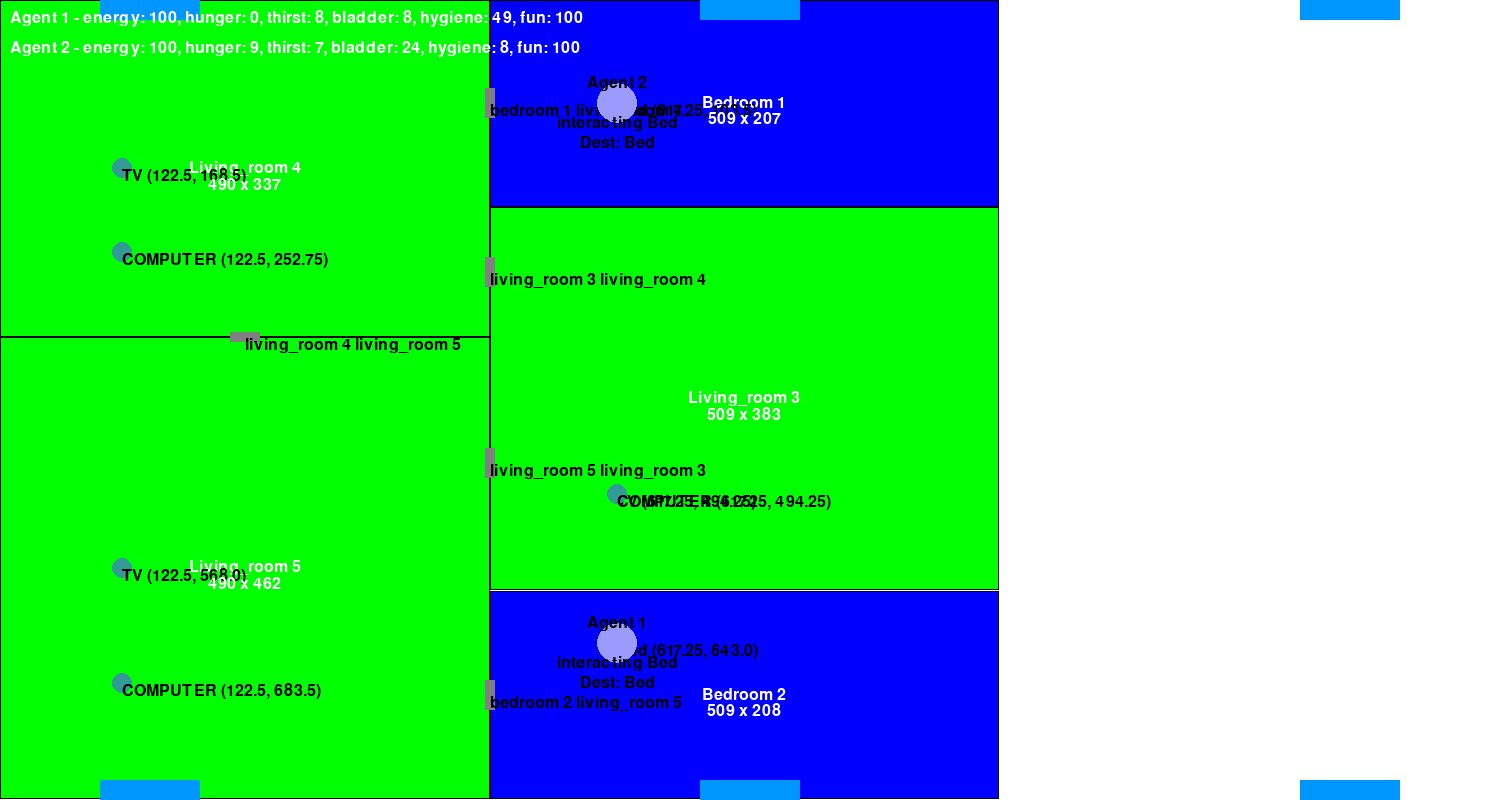 Agent 1 - energy: 100, hunger: 0, thirst: 8, bladder: 8, hygiene: 49, fun: 100
Agent 2 - energy: 100, hunger: 9, thirst: 7, bladder: 24, hygiene: 8, fun: 100
Agent 2
Bedroom 1
bedroom 1
509 x 207
interacting Bed
Dest: Bed
Living_room 4
TV (122.5, 168.5)
490 x 337
COMPUTER (122.5, 252.75)
living_room 3 living_room 4
living_room 4 living_room 5
Living_room 3
509 x 383
living_room 5 living_room 3
COMPUTER (617.25, 494.25)
Living_room 5
TV (122.5, 568.0)
490 x 462
Agent 1
(617.25, 643.0)
interacting Bed
Dest: Bed
COMPUTER (122.5, 683.5)
Bedroom 2
bedroom 2 living_room 5
509 x 208